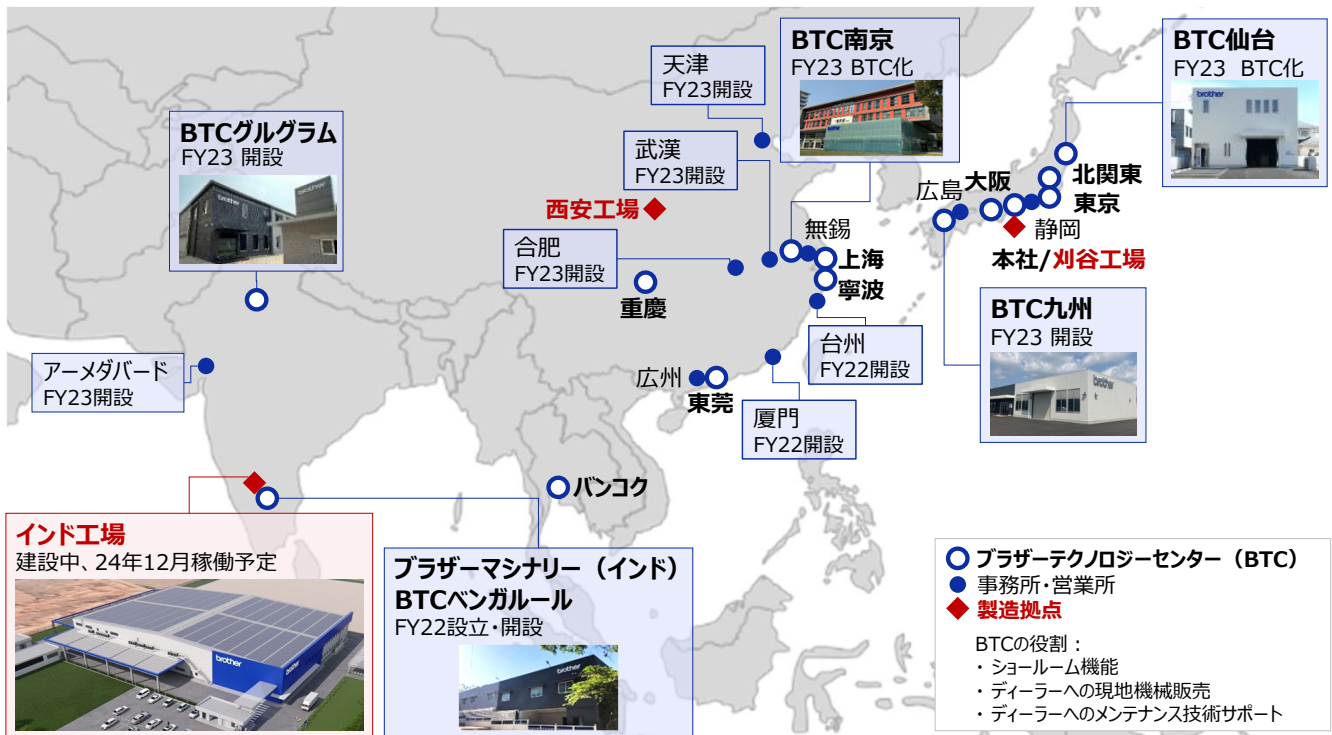 天津
FY23開設
BTC南京
FY23 BTC化
brother
BTC仙台
FY23 BTC化
brother
BTCグルグラム
FY23 開設
brother
武漢
FY23開設
西安工場
合肥
FY23開設
重慶
無錫
上海
寧波
広島
大阪
北関東
東京
静岡
本社/刈谷工場
BTC九州
FY23 開設
brother
アーメダバード
FY23開設
台州
FY22開設
広州
東莞
厦門
FY22開設
バンコク
インド工場
建設中、24年12月稼働予定
brother
brother
ブラザーマシナリー（インド）
BTCベンガルール
FY22設立・開設
brother
ブラザーテクノロジーセンター（BTC）
事務所・営業所
製造拠点
BTCの役割：
・ ショールーム機能
・ ディーラーへの現地機械販売
・ ディーラーへのメンテナンス技術サポート